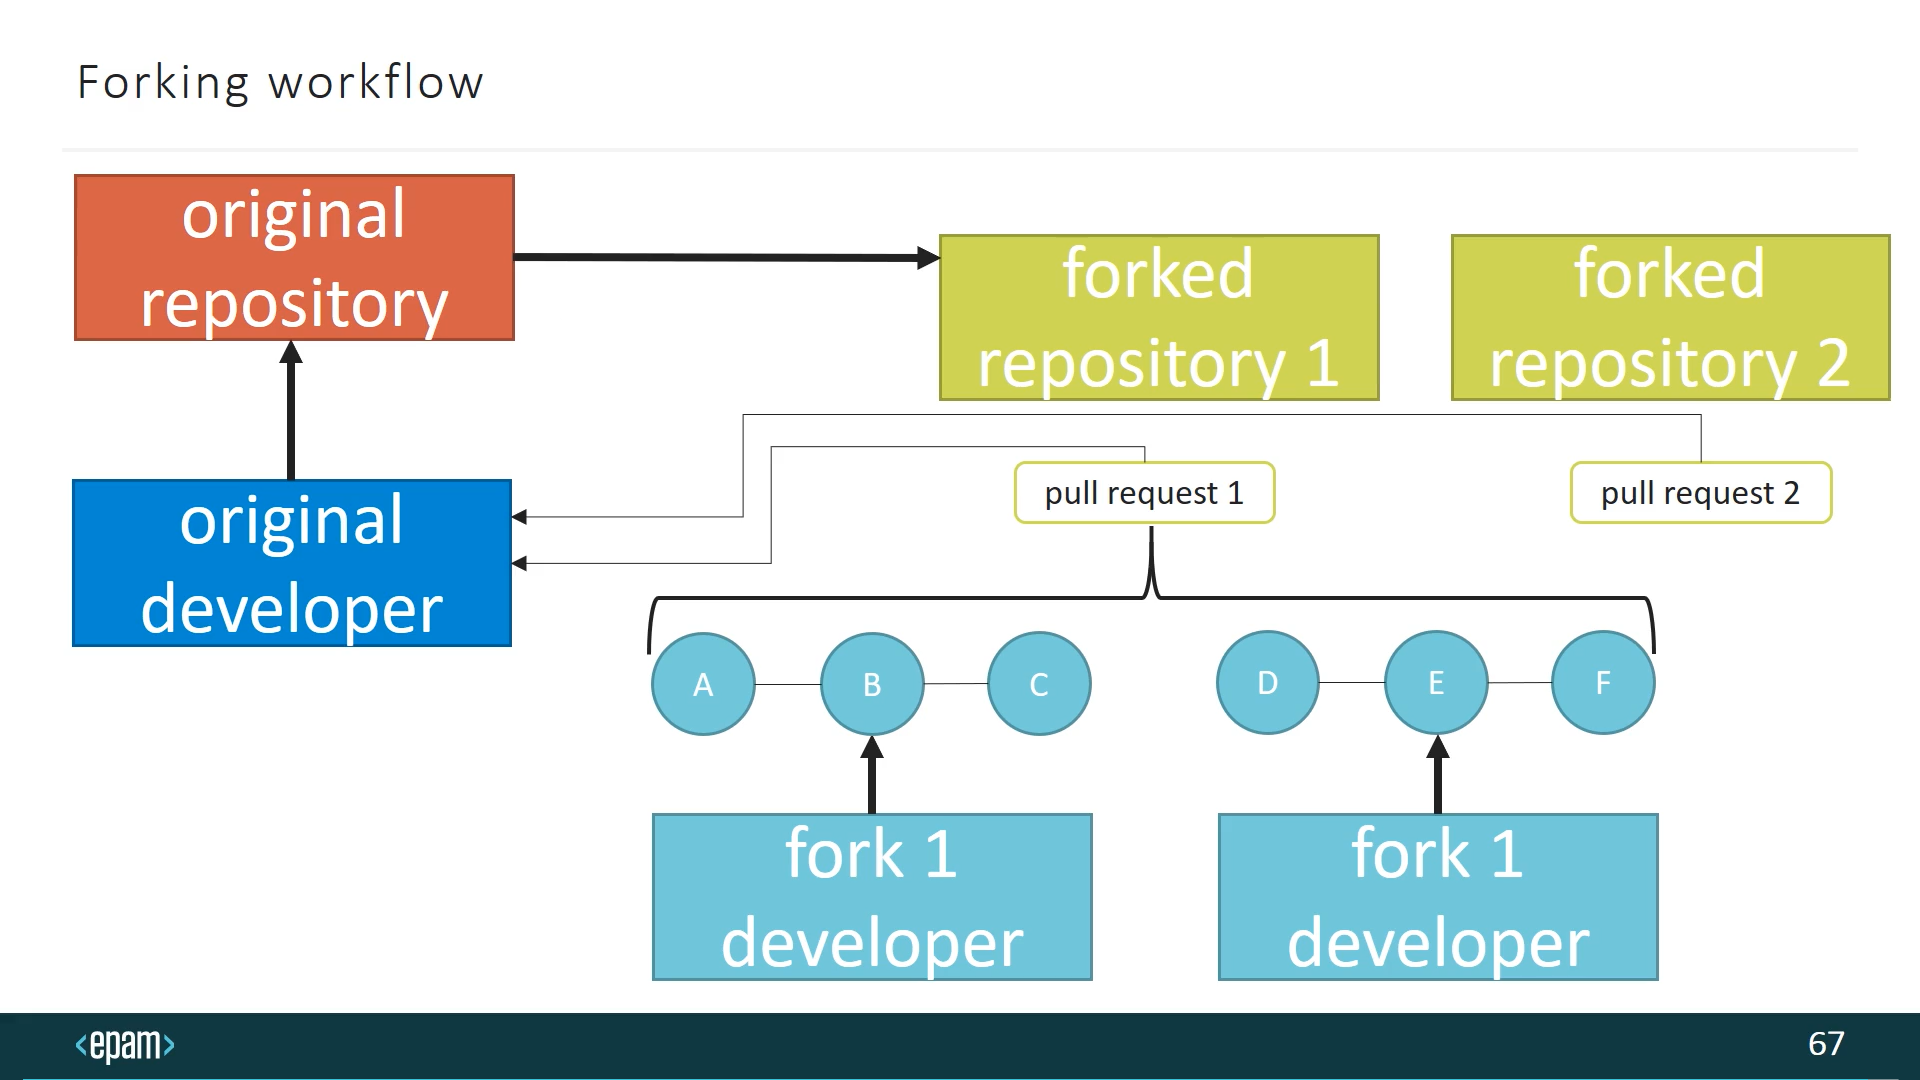 Forking workflow
original
repository
forked
repository 1
forked
repository 2
original
developer
pull request 1
pull request 2
A
B
C
D
E
F
fork 1
developer
fork 1
developer
<epam>
67